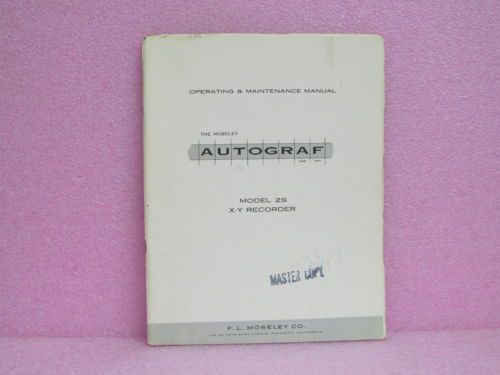 OPERATING & MAINTENANCE MANUAL
THE MOSELEY
AUTOGRAF
MODEL 2S
X-Y RECORDER
MASTER COPY
F. L. MOSELEY CO.